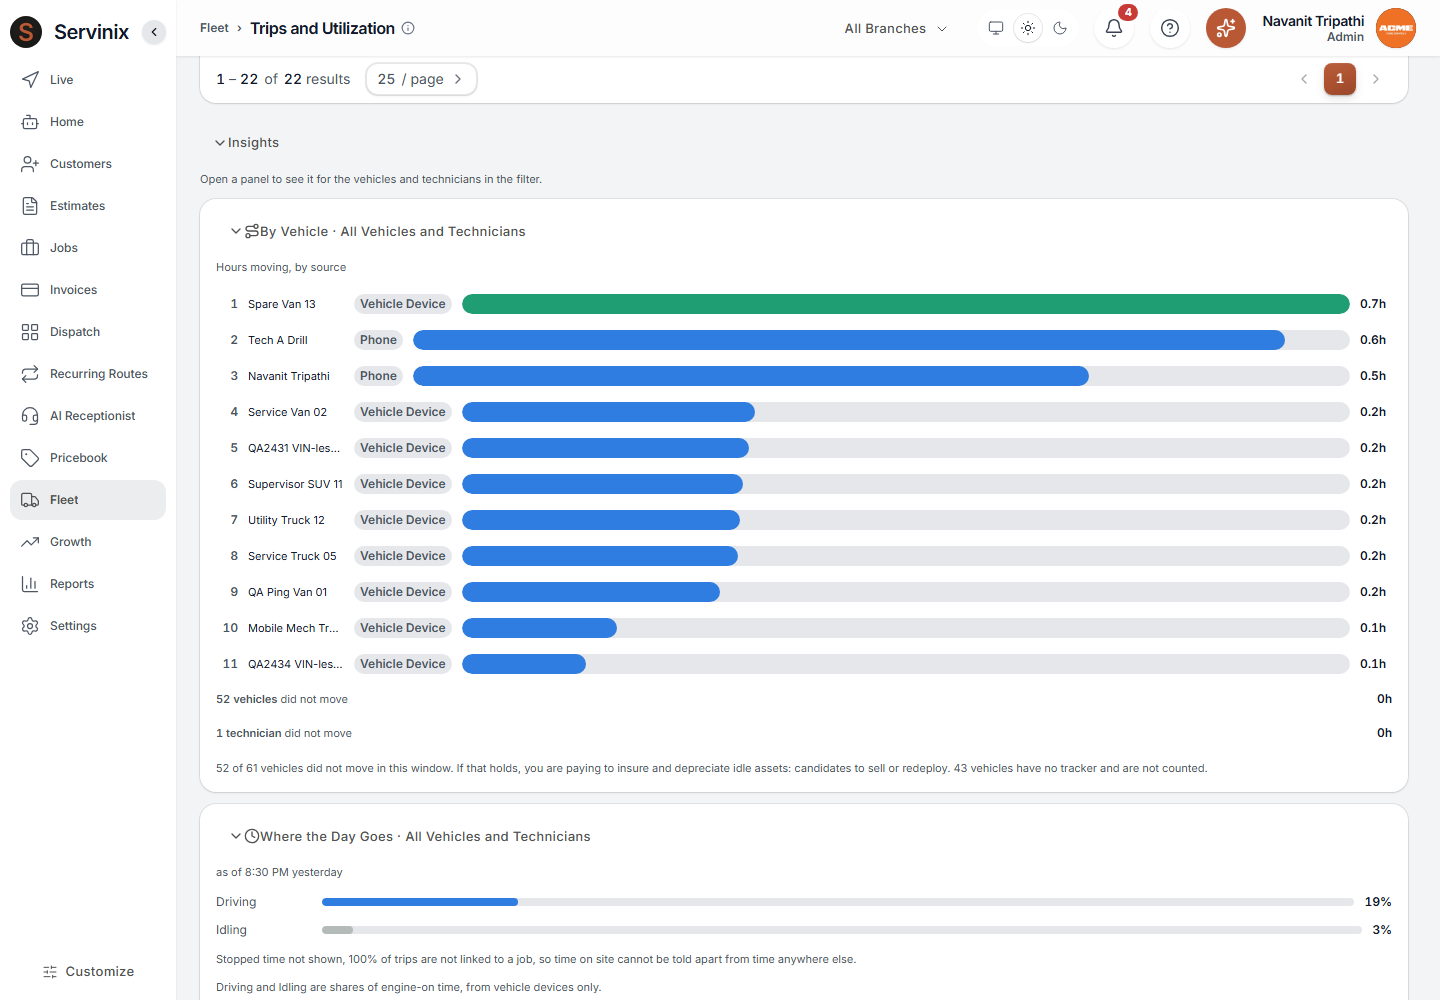 Servinix
Fleet › Trips and Utilization
All Branches
4
Navanit Tripathi
Admin
ACME
Live
Home
Customers
Estimates
Jobs
Invoices
Dispatch
Recurring Routes
AI Receptionist
Pricebook
Fleet
Growth
Reports
Settings
Customize
1 – 22 of 22 results
25 / page
1
Insights
Open a panel to see it for the vehicles and technicians in the filter.
By Vehicle · All Vehicles and Technicians
Hours moving, by source
1 Spare Van 13 Vehicle Device 0.7h
2 Tech A Drill Phone 0.6h
3 Navanit Tripathi Phone 0.5h
4 Service Van 02 Vehicle Device 0.2h
5 QA2431 VIN-les... Vehicle Device 0.2h
6 Supervisor SUV 11 Vehicle Device 0.2h
7 Utility Truck 12 Vehicle Device 0.2h
8 Service Truck 05 Vehicle Device 0.2h
9 QA Ping Van 01 Vehicle Device 0.2h
10 Mobile Mech Tr... Vehicle Device 0.1h
11 QA2434 VIN-les... Vehicle Device 0.1h
52 vehicles did not move 0h
1 technician did not move 0h
52 of 61 vehicles did not move in this window. If that holds, you are paying to insure and depreciate idle assets: candidates to sell or redeploy. 43 vehicles have no tracker and are not counted.
Where the Day Goes · All Vehicles and Technicians
as of 8:30 PM yesterday
Driving 19%
Idling 3%
Stopped time not shown, 100% of trips are not linked to a job, so time on site cannot be told apart from time anywhere else.
Driving and Idling are shares of engine-on time, from vehicle devices only.